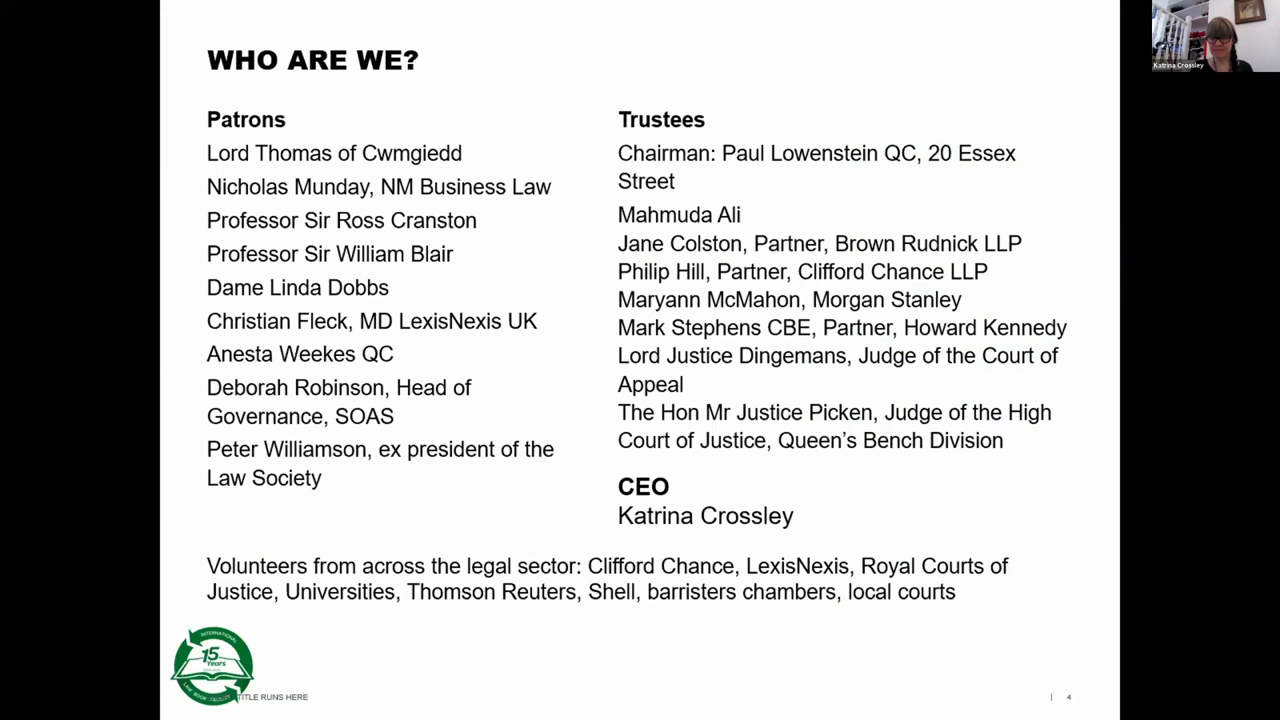 WHO ARE WE?
Patrons
Lord Thomas of Cwmgiedd
Nicholas Munday, NM Business Law
Professor Sir Ross Cranston
Professor Sir William Blair
Dame Linda Dobbs
Christian Fleck, MD LexisNexis UK
Anesta Weekes QC
Deborah Robinson, Head of
Governance, SOAS
Peter Williamson, ex president of the
Law Society
Trustees
Chairman: Paul Lowenstein QC, 20 Essex
Street
Mahmuda Ali
Jane Colston, Partner, Brown Rudnick LLP
Philip Hill, Partner, Clifford Chance LLP
Maryann McMahon, Morgan Stanley
Mark Stephens CBE, Partner, Howard Kennedy
Lord Justice Dingemans, Judge of the Court of
Appeal
The Hon Mr Justice Picken, Judge of the High
Court of Justice, Queen’s Bench Division
CEO
Katrina Crossley
Volunteers from across the legal sector: Clifford Chance, LexisNexis, Royal Courts of
Justice, Universities, Thomson Reuters, Shell, barristers chambers, local courts
INTERNATIONAL
15
Years
LAW BOOK FACILITY
TITLE RUNS HERE
| 4
Katrina Crossley